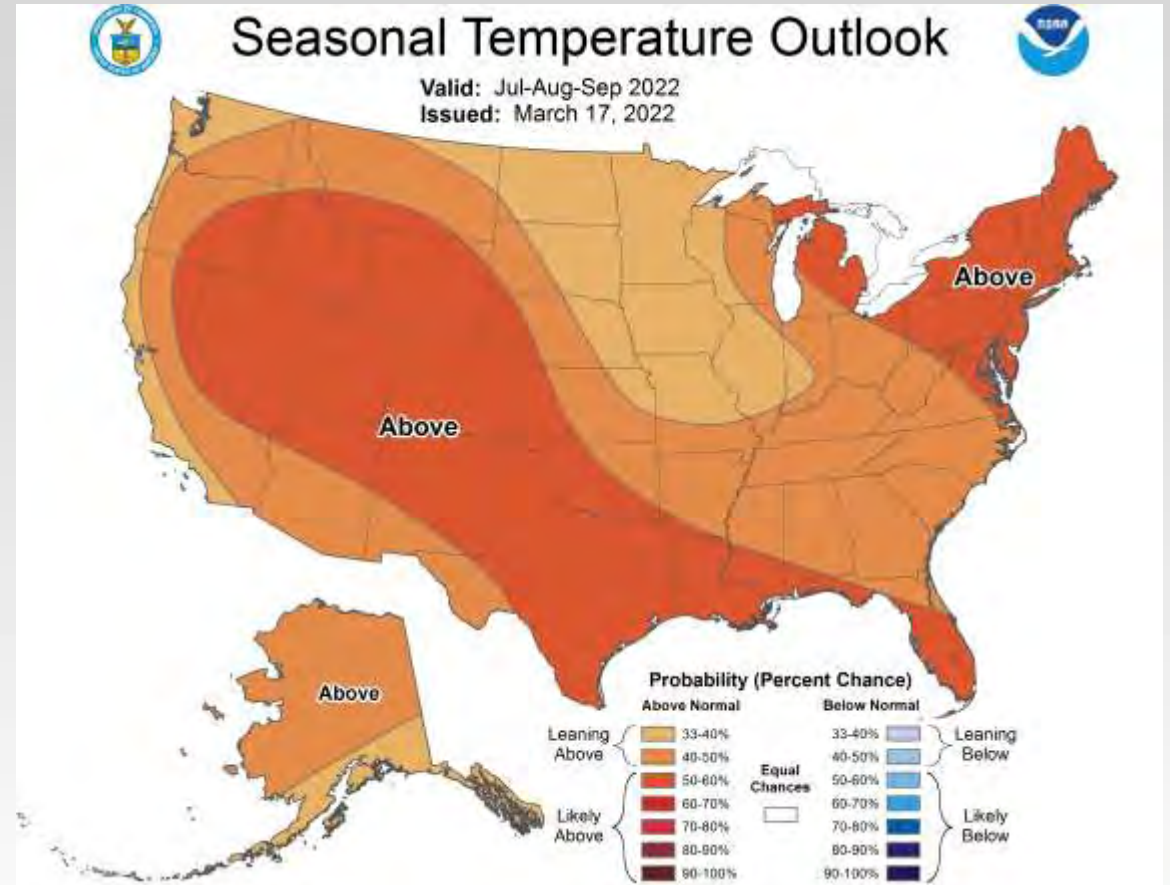 Seasonal Temperature Outlook
Valid: Jul-Aug-Sep 2022
Issued: March 17, 2022
NOAA
Above
Above
Above
Probability (Percent Chance)
Above Normal
Below Normal
Leaning Above
33-40%
40-50%
Likely Above
50-60%
60-70%
70-80%
80-90%
90-100%
Equal Chances
33-40%
40-50%
Leaning Below
50-60%
60-70%
70-80%
80-90%
90-100%
Likely Below